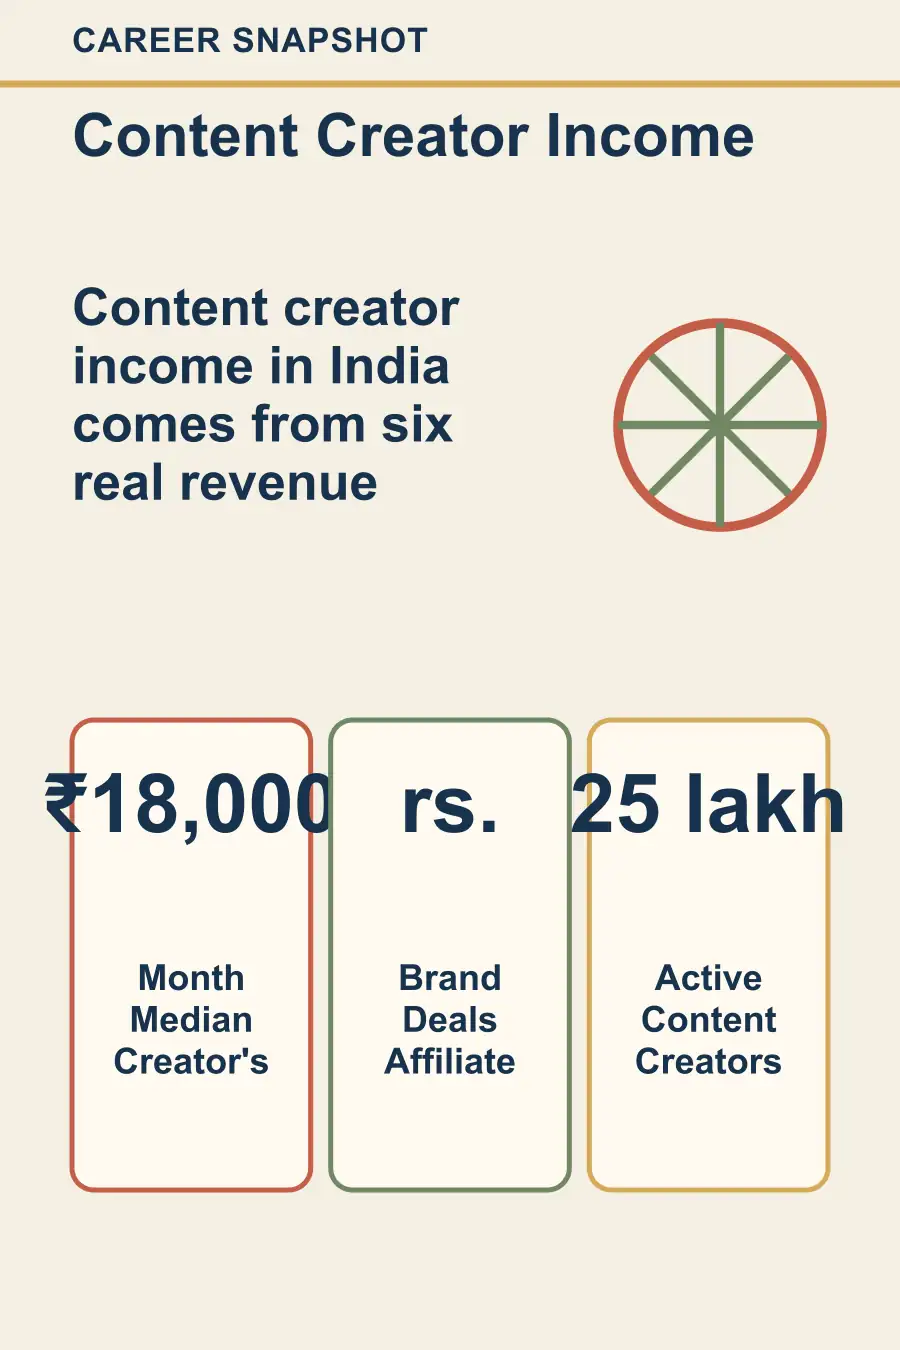 CAREER SNAPSHOT
Content Creator Income
Content creator
income in India
comes from six
real revenue
₹18,000
rs.
25 lakh
Month
Median
Creator's
Brand
Deals
Affiliate
Active
Content
Creators